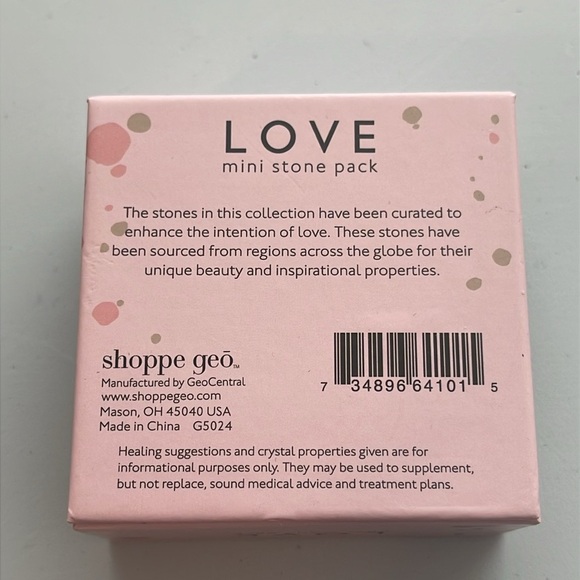 LOVE
mini stone pack
The stones in this collection have been curated to
enhance the intention of love. These stones have
been sourced from regions across the globe for their
unique beauty and inspirational properties.
shoppe geō™
Manufactured by GeoCentral
www.shoppegeo.com
Mason, OH 45040 USA
Made in China G5024
7 34896 64101 5
Healing suggestions and crystal properties given are for
informational purposes only. They may be used to supplement,
but not replace, sound medical advice and treatment plans.